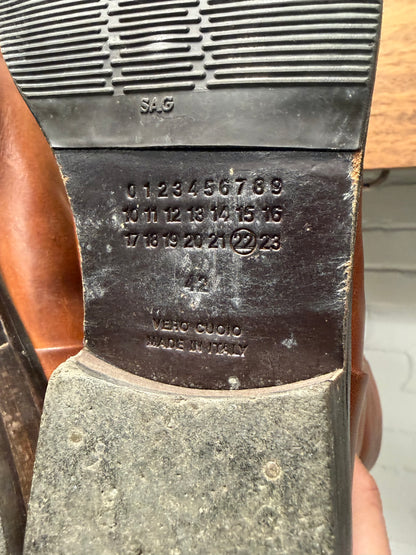 SA.G
0 1 2 3 4 5 6 7 8 9
10 11 12 13 14 15 16
17 18 19 20 21 22 23
42
VERO CUOIO
MADE IN ITALY